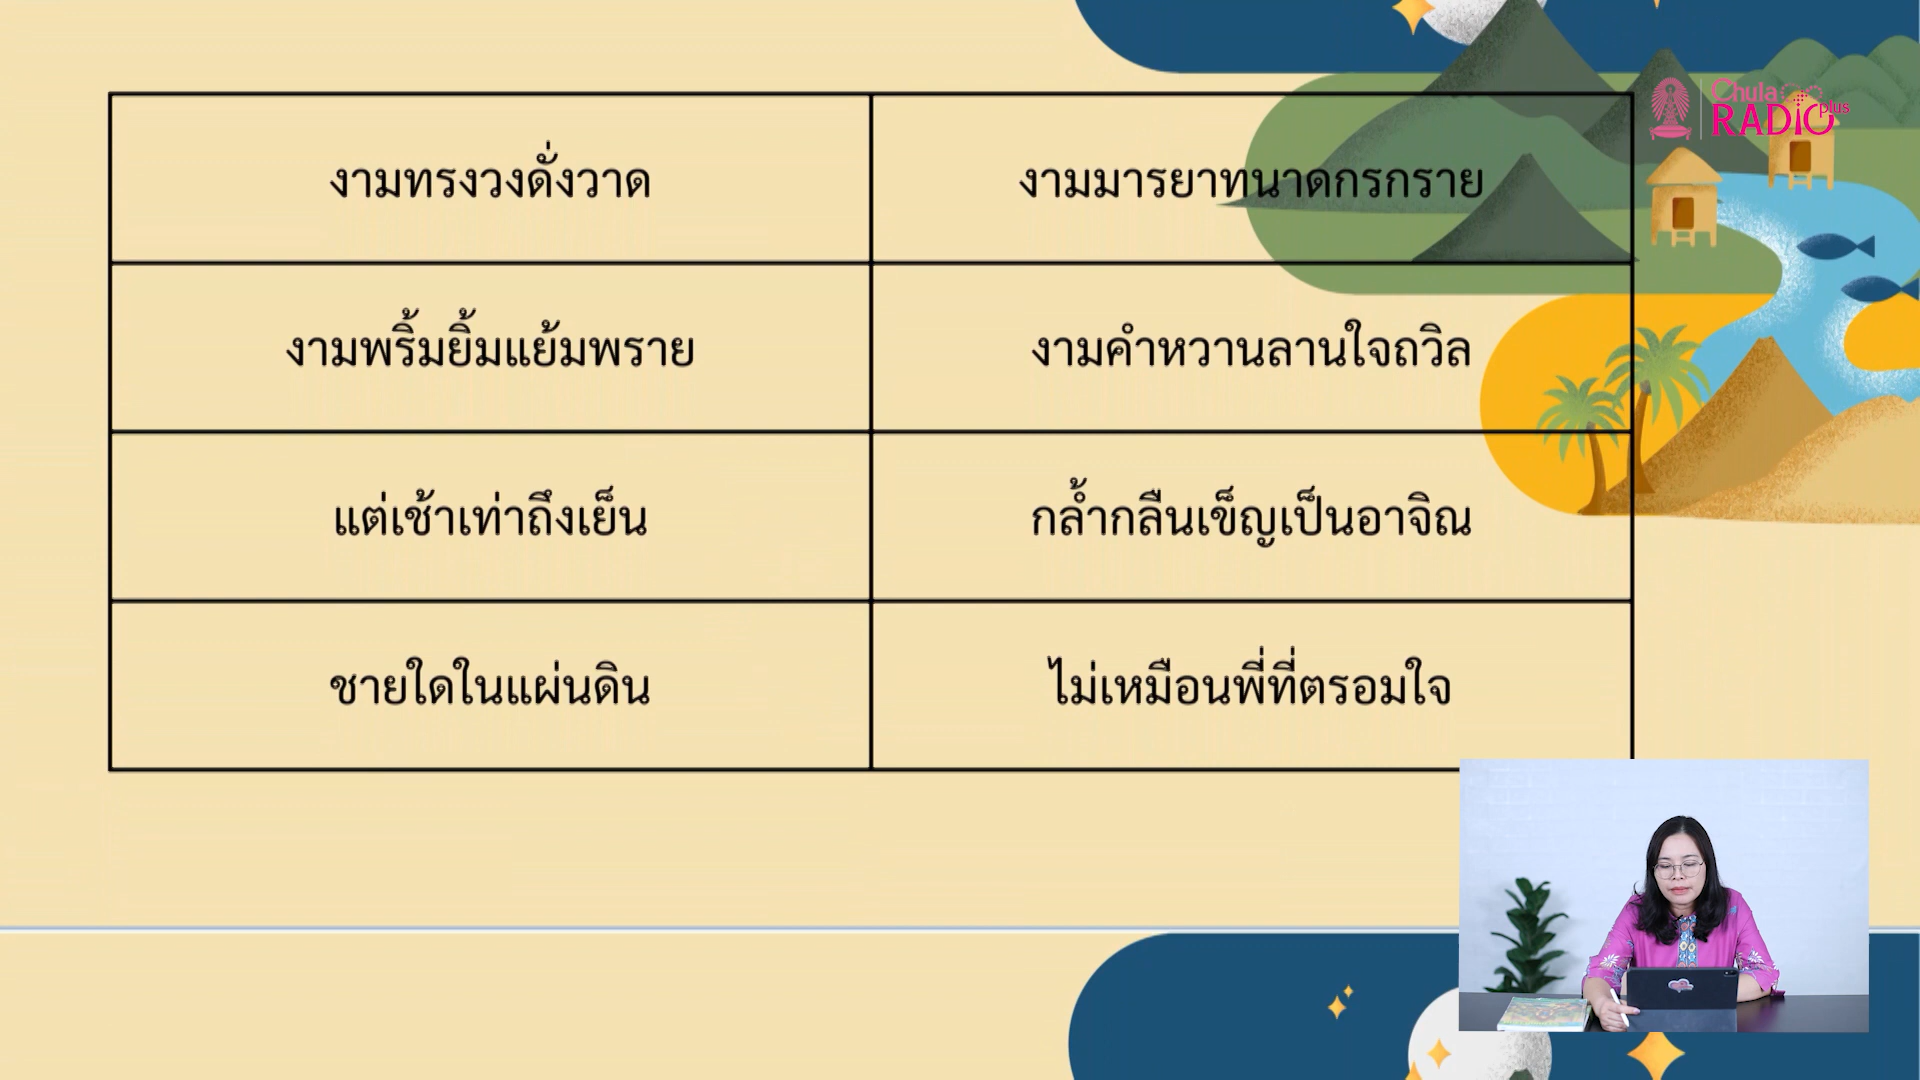 Chula
RADIO plus
งามทรงวงดั่งวาด งามมารยาทนาดกรกราย
งามพริ้มยิ้มแย้มพราย งามคำหวานลานใจถวิล
แต่เช้าเท่าถึงเย็น กล้ำกลืนเข็ญเป็นอาจิณ
ชายใดในแผ่นดิน ไม่เหมือนพี่ที่ตรอมใจ